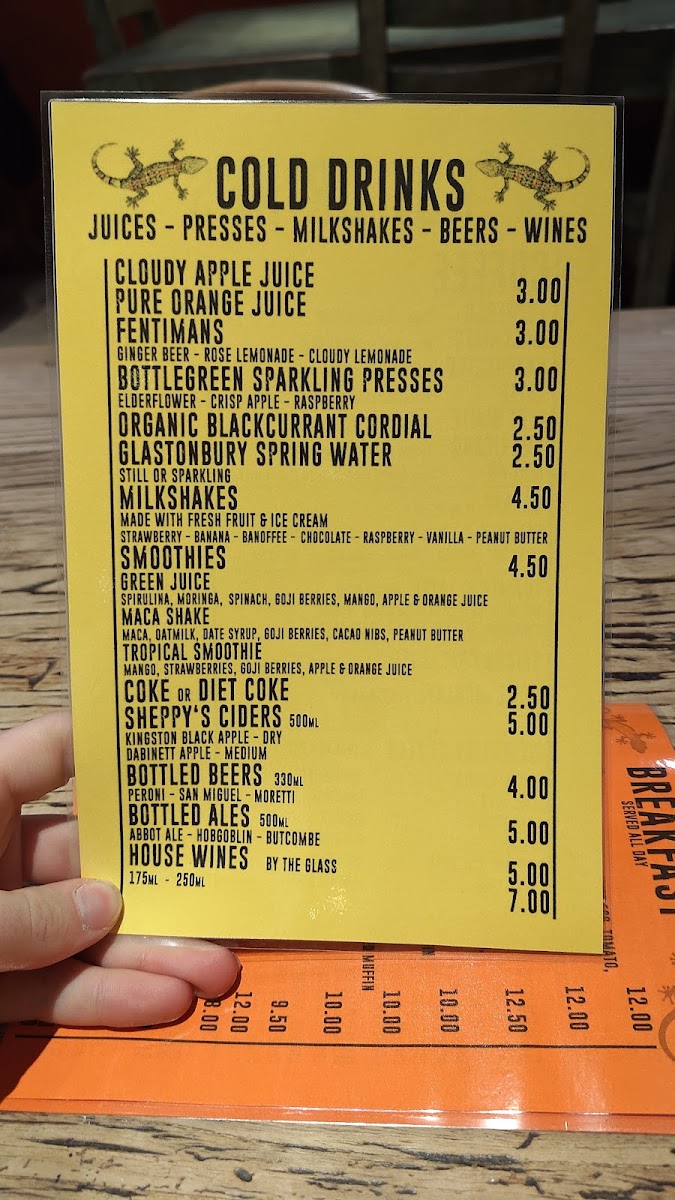 COLD DRINKS
JUICES - PRESSES - MILKSHAKES - BEERS - WINES
CLOUDY APPLE JUICE
PURE ORANGE JUICE 3.00
FENTIMANS 3.00
GINGER BEER - ROSE LEMONADE - CLOUDY LEMONADE
BOTTLEGREEN SPARKLING PRESSES 3.00
ELDERFLOWER - CRISP APPLE - RASPBERRY
ORGANIC BLACKCURRANT CORDIAL 2.50
GLASTONBURY SPRING WATER 2.50
STILL OR SPARKLING
MILKSHAKES 4.50
MADE WITH FRESH FRUIT & ICE CREAM
STRAWBERRY - BANANA - BANOFFEE - CHOCOLATE - RASPBERRY - VANILLA - PEANUT BUTTER
SMOOTHIES 4.50
GREEN JUICE
SPIRULINA, MORINGA, SPINACH, GOJI BERRIES, MANGO, APPLE & ORANGE JUICE
MACA SHAKE
MACA, OATMILK, DATE SYRUP, GOJI BERRIES, CACAO NIBS, PEANUT BUTTER
TROPICAL SMOOTHIE
MANGO, STRAWBERRIES, GOJI BERRIES, APPLE & ORANGE JUICE
COKE OR DIET COKE 2.50
SHEPPY'S CIDERS 500ML 5.00
KINGSTON BLACK APPLE - DRY
DABINETT APPLE - MEDIUM
BOTTLED BEERS 330ML 4.00
PERONI - SAN MIGUEL - MORETTI
BOTTLED ALES 500ML 5.00
ABBOT ALE - HOBGOBLIN - BUTCOMBE
HOUSE WINES BY THE GLASS 5.00
175ML - 250ML 7.00
BREAKFAST
SERVED ALL DAY
TOMATO,
12.00
12.00
12.50
10.00
10.00
MUFFIN
10.00
9.50
12.00
8.00